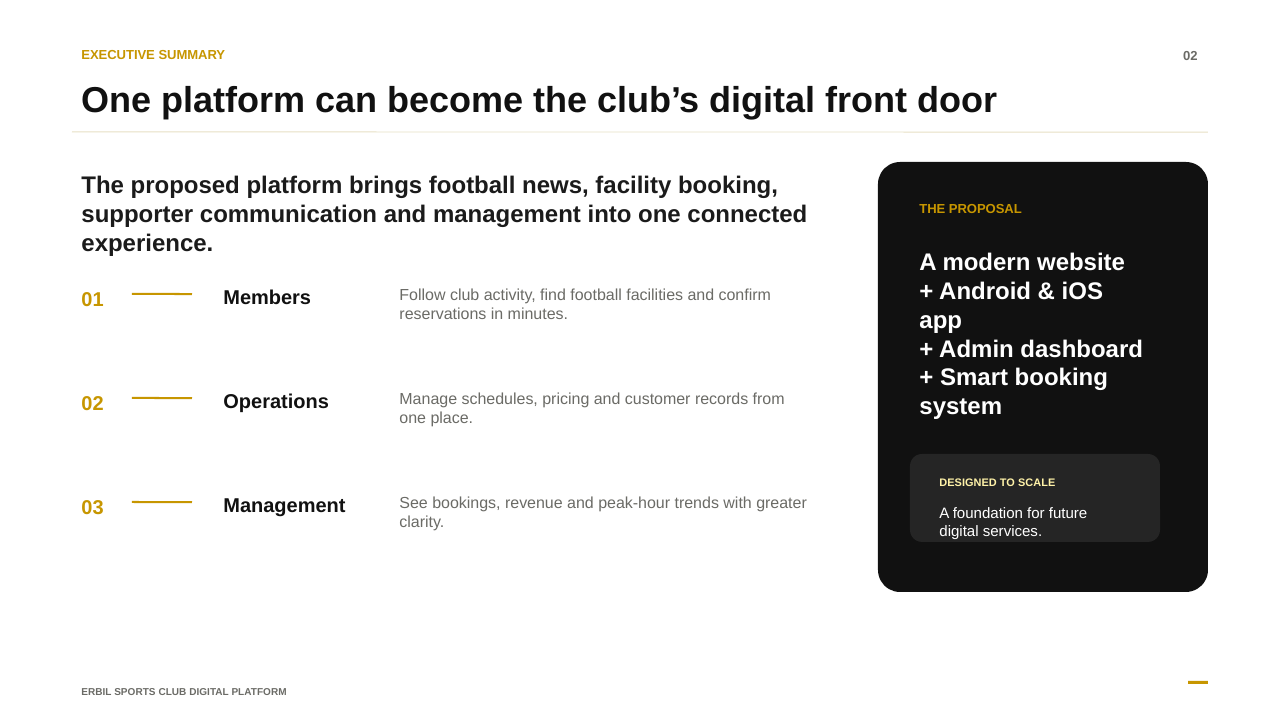 EXECUTIVE SUMMARY
02
One platform can become the club’s digital front door
The proposed platform brings football news, facility booking,
supporter communication and management into one connected
experience.
01
Members
Follow club activity, find football facilities and confirm
reservations in minutes.
02
Operations
Manage schedules, pricing and customer records from
one place.
03
Management
See bookings, revenue and peak-hour trends with greater
clarity.
THE PROPOSAL
A modern website
+ Android & iOS
app
+ Admin dashboard
+ Smart booking
system
DESIGNED TO SCALE
A foundation for future
digital services.
ERBIL SPORTS CLUB DIGITAL PLATFORM